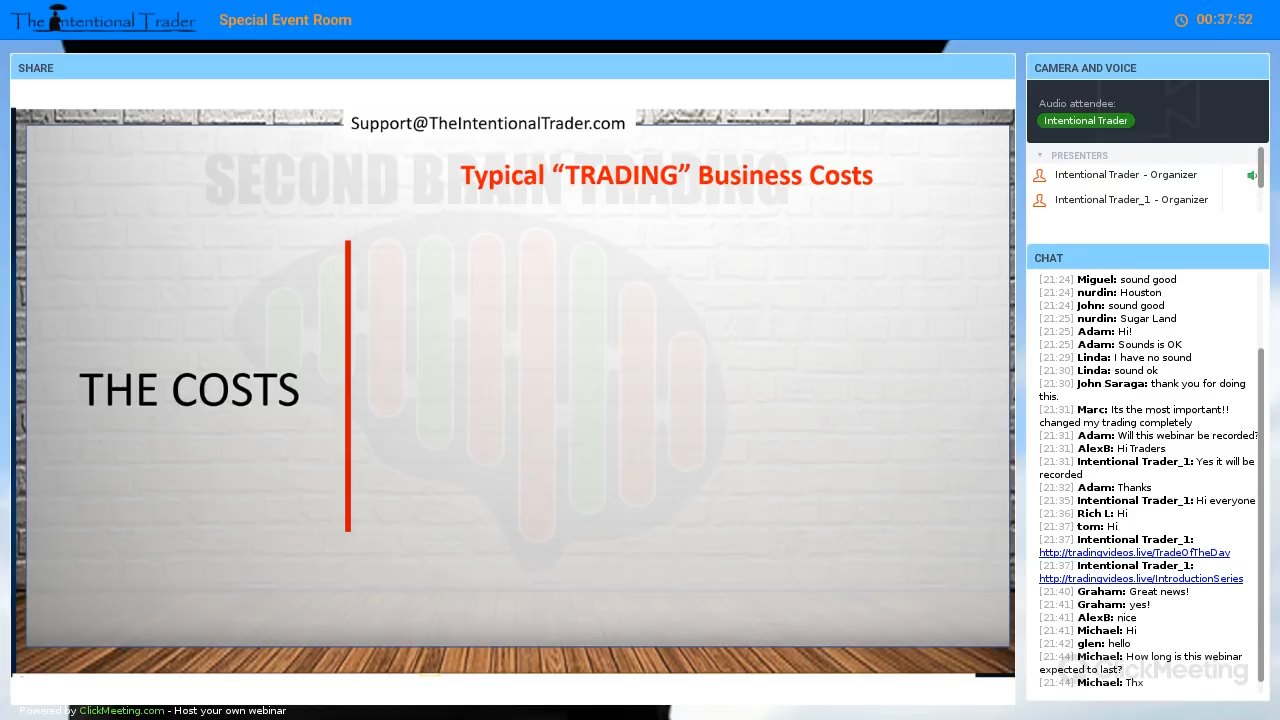 The Intentional Trader
Special Event Room
00:37:52
SHARE
Support@TheIntentionalTrader.com
SECOND BRAIN TRADING
Typical “TRADING” Business Costs
THE COSTS
CAMERA AND VOICE
Audio attendee:
Intentional Trader
PRESENTERS
Intentional Trader - Organizer
Intentional Trader_1 - Organizer
CHAT
[21:24] Miguel: sound good
[21:24] nurdin: Houston
[21:24] John: sound good
[21:25] nurdin: Sugar Land
[21:25] Adam: Hi!
[21:25] Adam: Sounds is OK
[21:29] Linda: I have no sound
[21:30] Linda: sound ok
[21:30] John Saraga: thank you for doing
this.
[21:31] Marc: Its the most important!!
changed my trading completely
[21:31] Adam: Will this webinar be recorded?
[21:31] AlexB: Hi Traders
[21:31] Intentional Trader_1: Yes it will be
recorded
[21:32] Adam: Thanks
[21:35] Intentional Trader_1: Hi everyone
[21:36] Rich L: Hi
[21:37] tom: Hi
[21:37] Intentional Trader_1:
http://tradingvideos.live/TradeOfTheDay
[21:37] Intentional Trader_1:
http://tradingvideos.live/IntroductionSeries
[21:40] Graham: Great news!
[21:41] Graham: yes!
[21:41] AlexB: nice
[21:41] Michael: Hi
[21:42] glen: hello
[21:44] Michael: How long is this webinar
expected to last?
[21:44] Michael: Thx
ClickMeeting
Powered by ClickMeeting.com - Host your own webinar